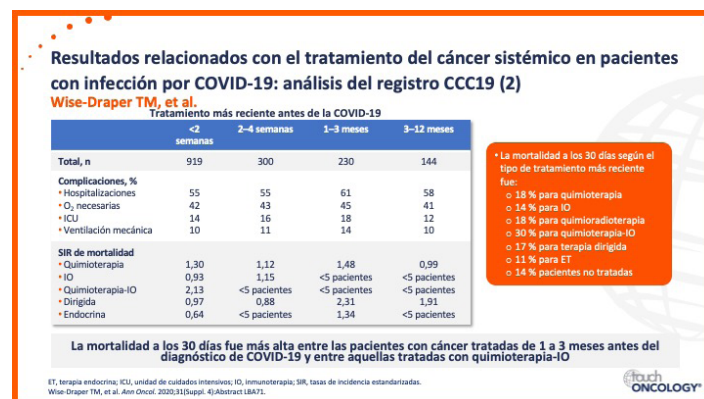 Resultados relacionados con el tratamiento del cáncer sistémico en pacientes
con infección por COVID-19: análisis del registro CCC19 (2)
Wise-Draper TM, et al.
Tratamiento más reciente antes de la COVID-19
<2 semanas 2–4 semanas 1–3 meses 3–12 meses
Total, n 919 300 230 144
Complicaciones, %
• Hospitalizaciones 55 55 61 58
• O₂ necesarias 42 43 45 41
• ICU 14 16 18 12
• Ventilación mecánica 10 11 14 10
SIR de mortalidad
• Quimioterapia 1,30 1,12 1,48 0,99
• IO 0,93 1,15 <5 pacientes <5 pacientes
• Quimioterapia-IO 2,13 <5 pacientes <5 pacientes <5 pacientes
• Dirigida 0,97 0,88 2,31 1,91
• Endocrina 0,64 <5 pacientes 1,34 <5 pacientes
• La mortalidad a los 30 días según el
tipo de tratamiento más reciente
fue:
o 18 % para quimioterapia
o 14 % para IO
o 18 % para quimioradioterapia
o 30 % para quimioterapia-IO
o 17 % para terapia dirigida
o 11 % para ET
o 14 % pacientes no tratadas
La mortalidad a los 30 días fue más alta entre las pacientes con cáncer tratadas de 1 a 3 meses antes del
diagnóstico de COVID-19 y entre aquellas tratadas con quimioterapia-IO
ET, terapia endocrina; ICU, unidad de cuidados intensivos; IO, inmunoterapia; SIR, tasas de incidencia estandarizadas.
Wise-Draper TM, et al. Ann Oncol. 2020;31(Suppl. 4):Abstract LBA71.
touch
ONCOLOGY®